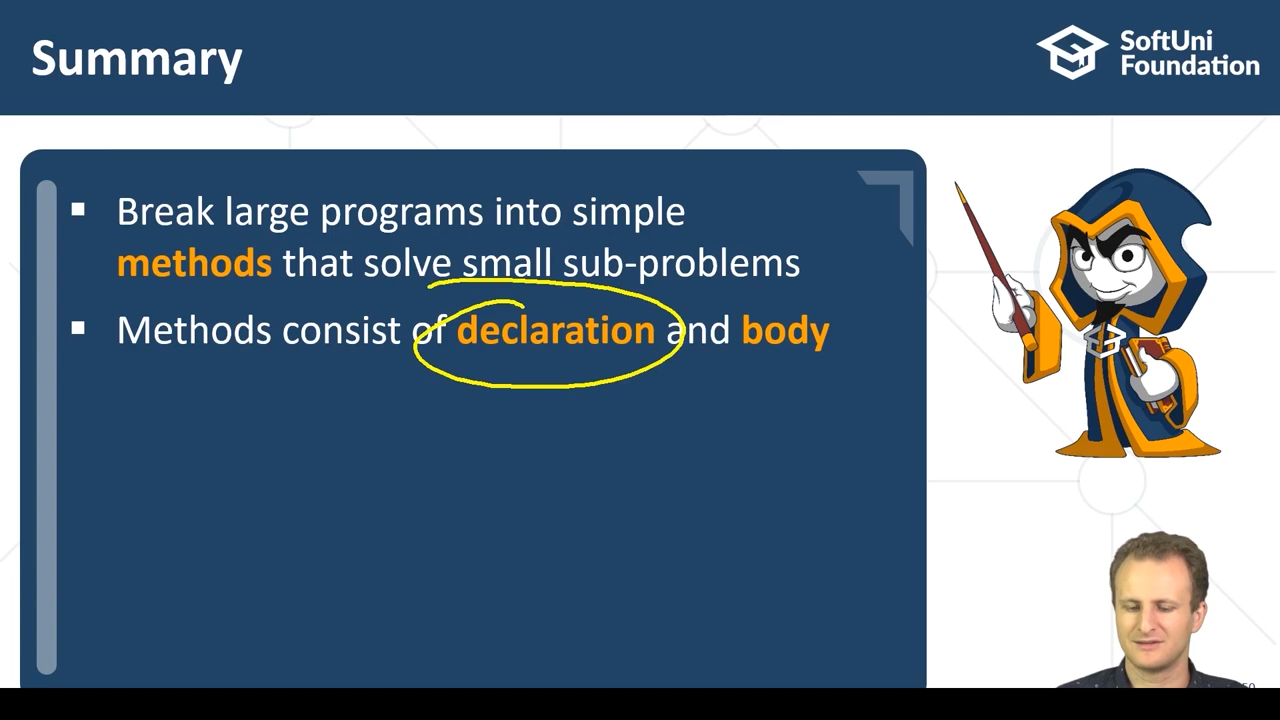 Summary
SoftUni
Foundation
▪ Break large programs into simple
methods that solve small sub-problems
▪ Methods consist of declaration and body